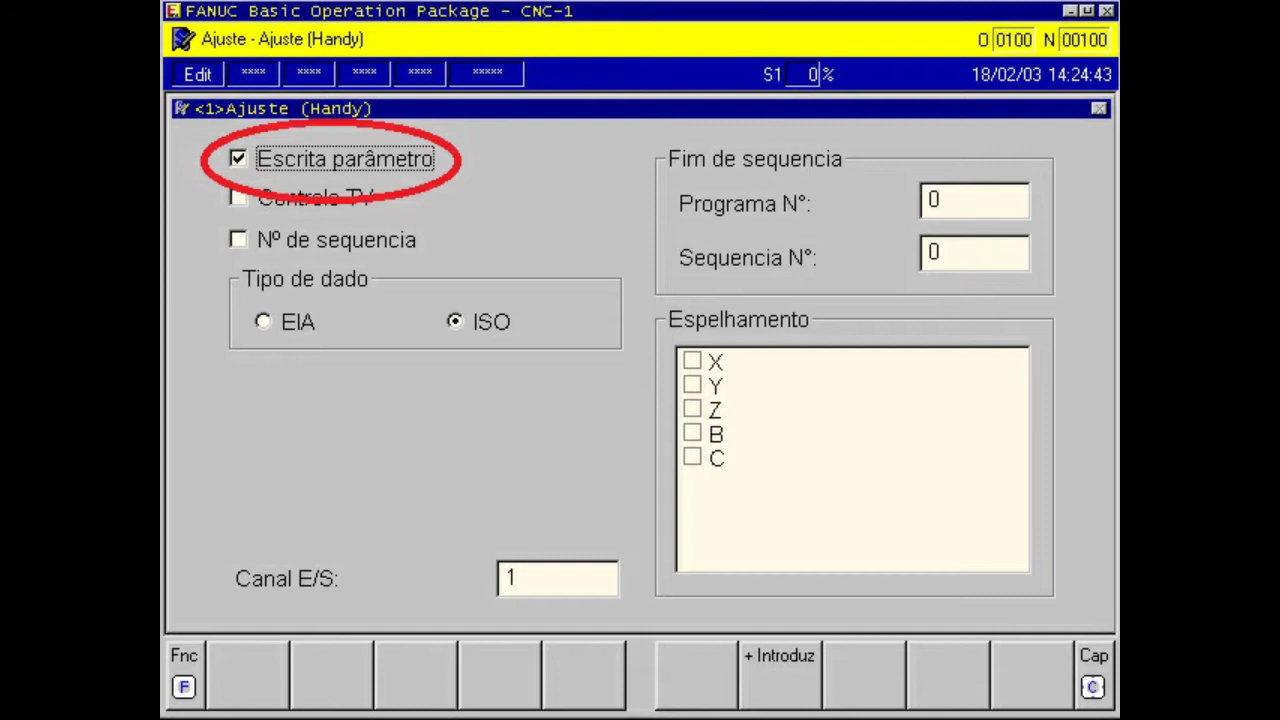 FANUC Basic Operation Package - CNC-1
Ajuste - Ajuste (Handy)
O 0100 N 00100
Edit **** **** **** **** ***** S1 0% 18/02/03 14:24:43
<1>Ajuste (Handy)
Escrita parâmetro
Controle TV
Nº de sequencia
Tipo de dado
EIA
ISO
Canal E/S: 1
Fim de sequencia
Programa N°: 0
Sequencia N°: 0
Espelhamento
X
Y
Z
B
C
Fnc
F
+ Introduz
Cap
C